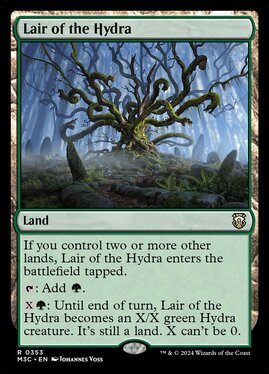 Lair of the Hydra
Land
If you control two or more other
lands, Lair of the Hydra enters the
battlefield tapped.
: Add .
X : Until end of turn, Lair of the
Hydra becomes an X/X green Hydra
creature. It's still a land. X can't be 0.
R 0353
M3C • EN Johannes Voss
™ & © 2024 Wizards of the Coast